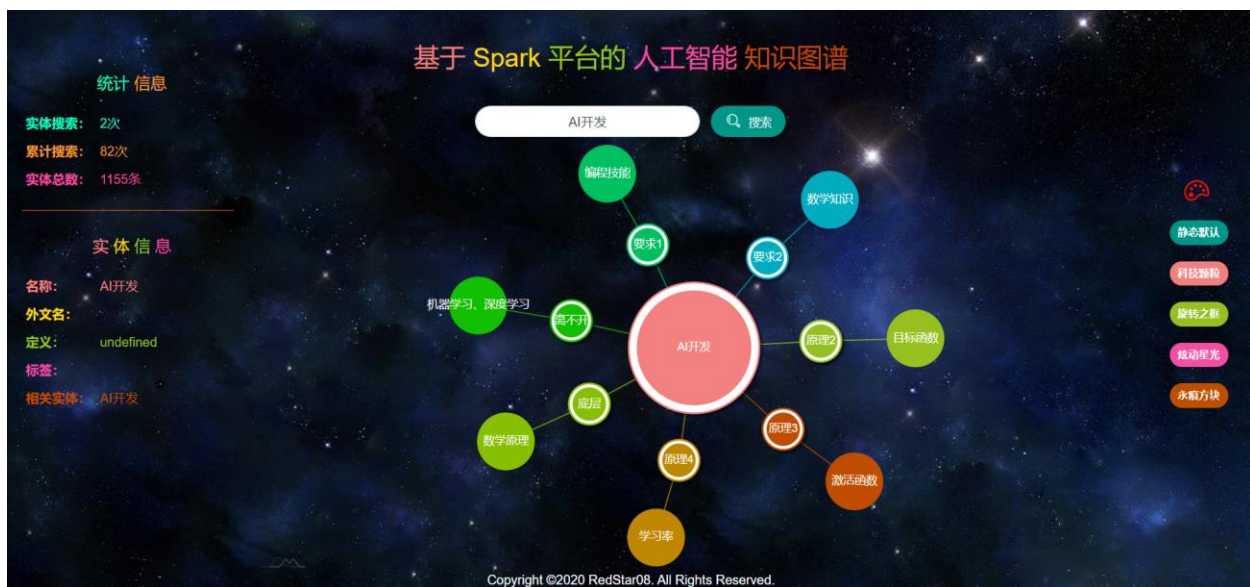 基于 Spark 平台的 人工智能 知识图谱
AI开发
搜索
统计 信息
实体搜索: 2次
累计搜索: 82次
实体总数: 1155条
实 体 信 息
名称: AI开发
外文名:
定义: undefined
标签:
相关实体: AI开发
编程技能
要求1
数学知识
要求2
机器学习、深度学习
离不开
AI开发
原理2
目标函数
底层
数学原理
原理3
激活函数
原理4
学习率
静态默认
科技颗粒
旋转之框
炫动星光
永痕方块
Copyright ©2020 RedStar08. All Rights Reserved.